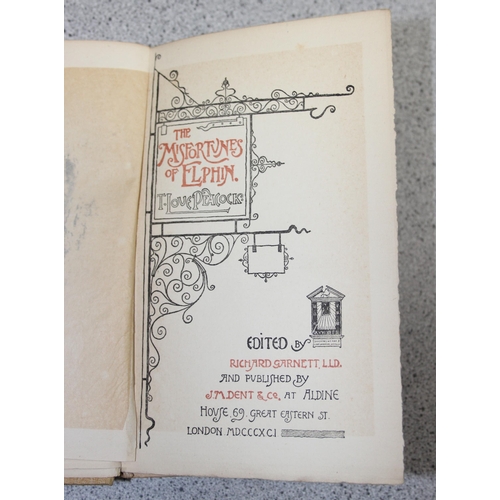 THE
MISFORTUNES
OF ELPHIN.
T. LOVE PEACOCK.
EDITED BY
RICHARD GARNETT, LLD.
AND PUBLISHED BY
J.M. DENT & CO. AT ALDINE
HOUSE, 69, GREAT EASTERN ST.
LONDON MDCCCXCI